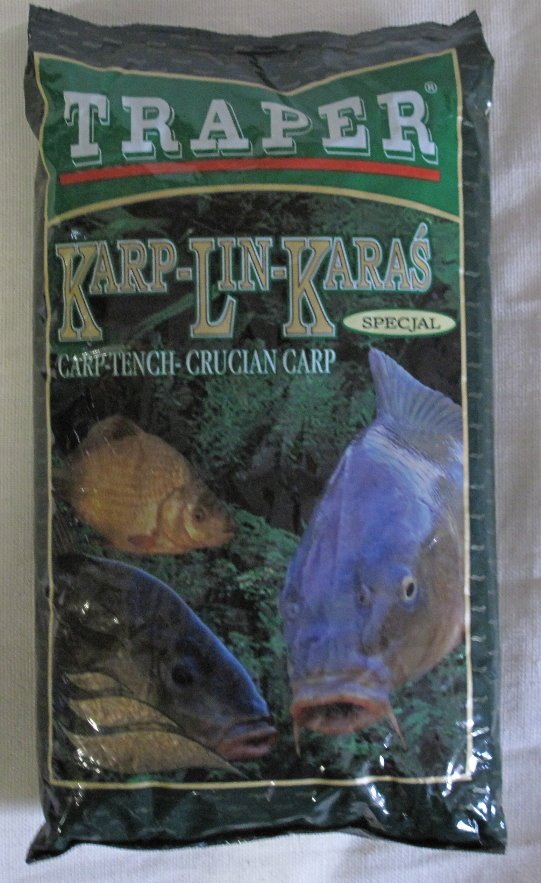 TRAPER®
KARP-LIN-KARAŚ
SPECJAL
CARP-TENCH-CRUCIAN CARP